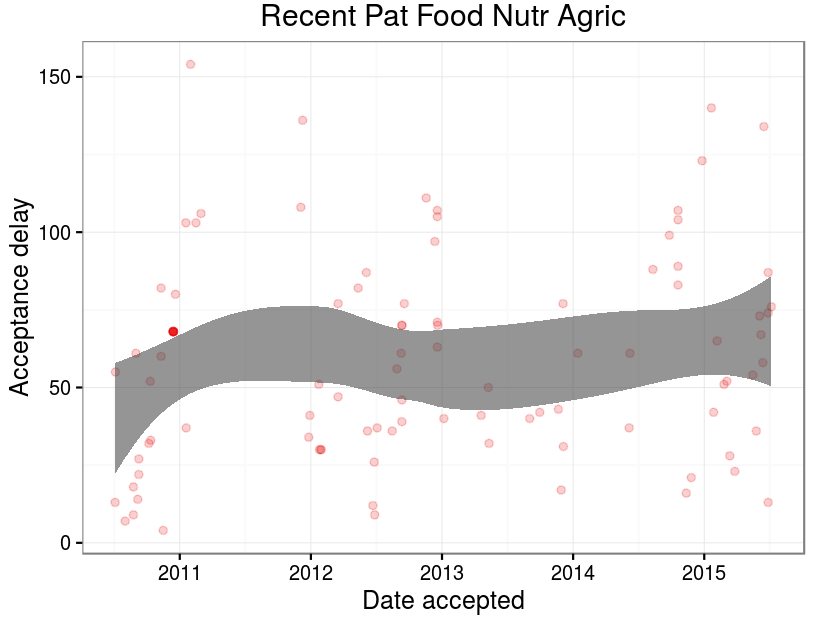 Recent Pat Food Nutr Agric
Acceptance delay
150
100
50
0
2011 2012 2013 2014 2015
Date accepted